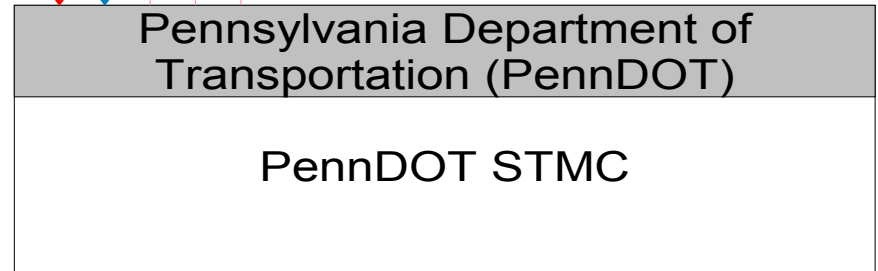 Pennsylvania Department of
Transportation (PennDOT)
PennDOT STMC